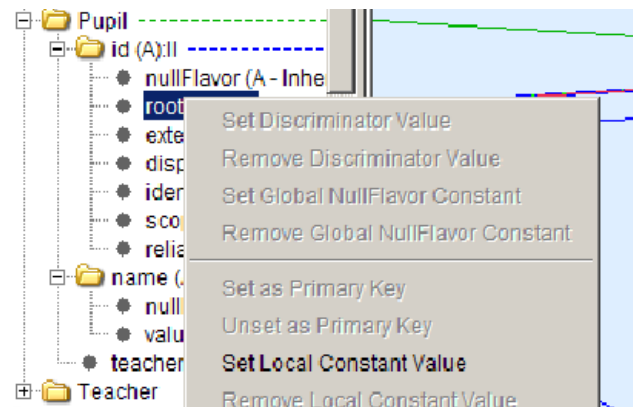 Pupil
id (A):II
nullFlavor (A - Inhe
root
exte
disp
iden
scop
relia
name (
null
valu
teacher
Teacher
Set Discriminator Value
Remove Discriminator Value
Set Global NullFlavor Constant
Remove Global NullFlavor Constant
Set as Primary Key
Unset as Primary Key
Set Local Constant Value
Remove Local Constant Value